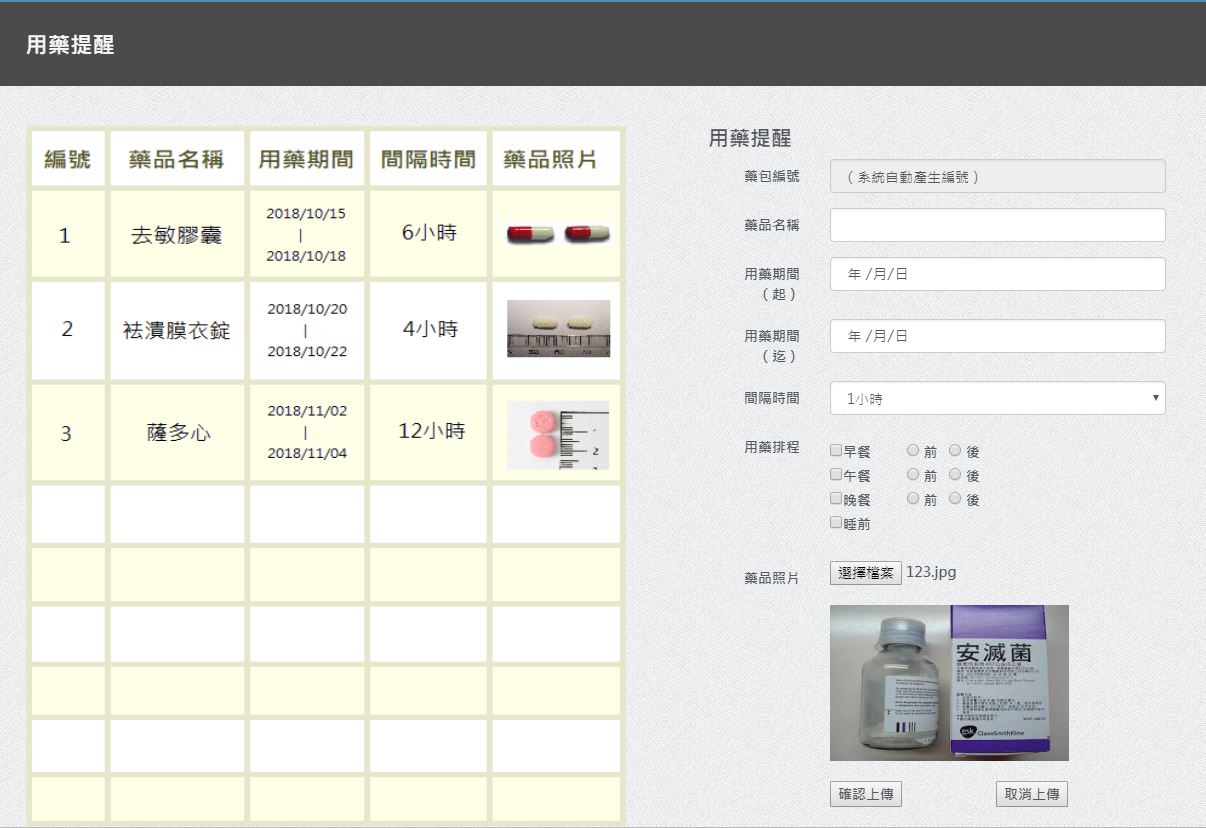 用藥提醒
編號 藥品名稱 用藥期間 間隔時間 藥品照片
1 去敏膠囊 2018/10/15 | 2018/10/18 6小時
2 袪潰膜衣錠 2018/10/20 | 2018/10/22 4小時
3 薩多心 2018/11/02 | 2018/11/04 12小時
用藥提醒
藥包編號 (系統自動產生編號)
藥品名稱
用藥期間 年 /月/日
(起)
用藥期間 年 /月/日
(迄)
間隔時間 1小時
用藥排程 早餐 前 後
午餐 前 後
晚餐 前 後
睡前
藥品照片 選擇檔案 123.jpg
安滅菌
gsk GlaxoSmithKline
確認上傳 取消上傳